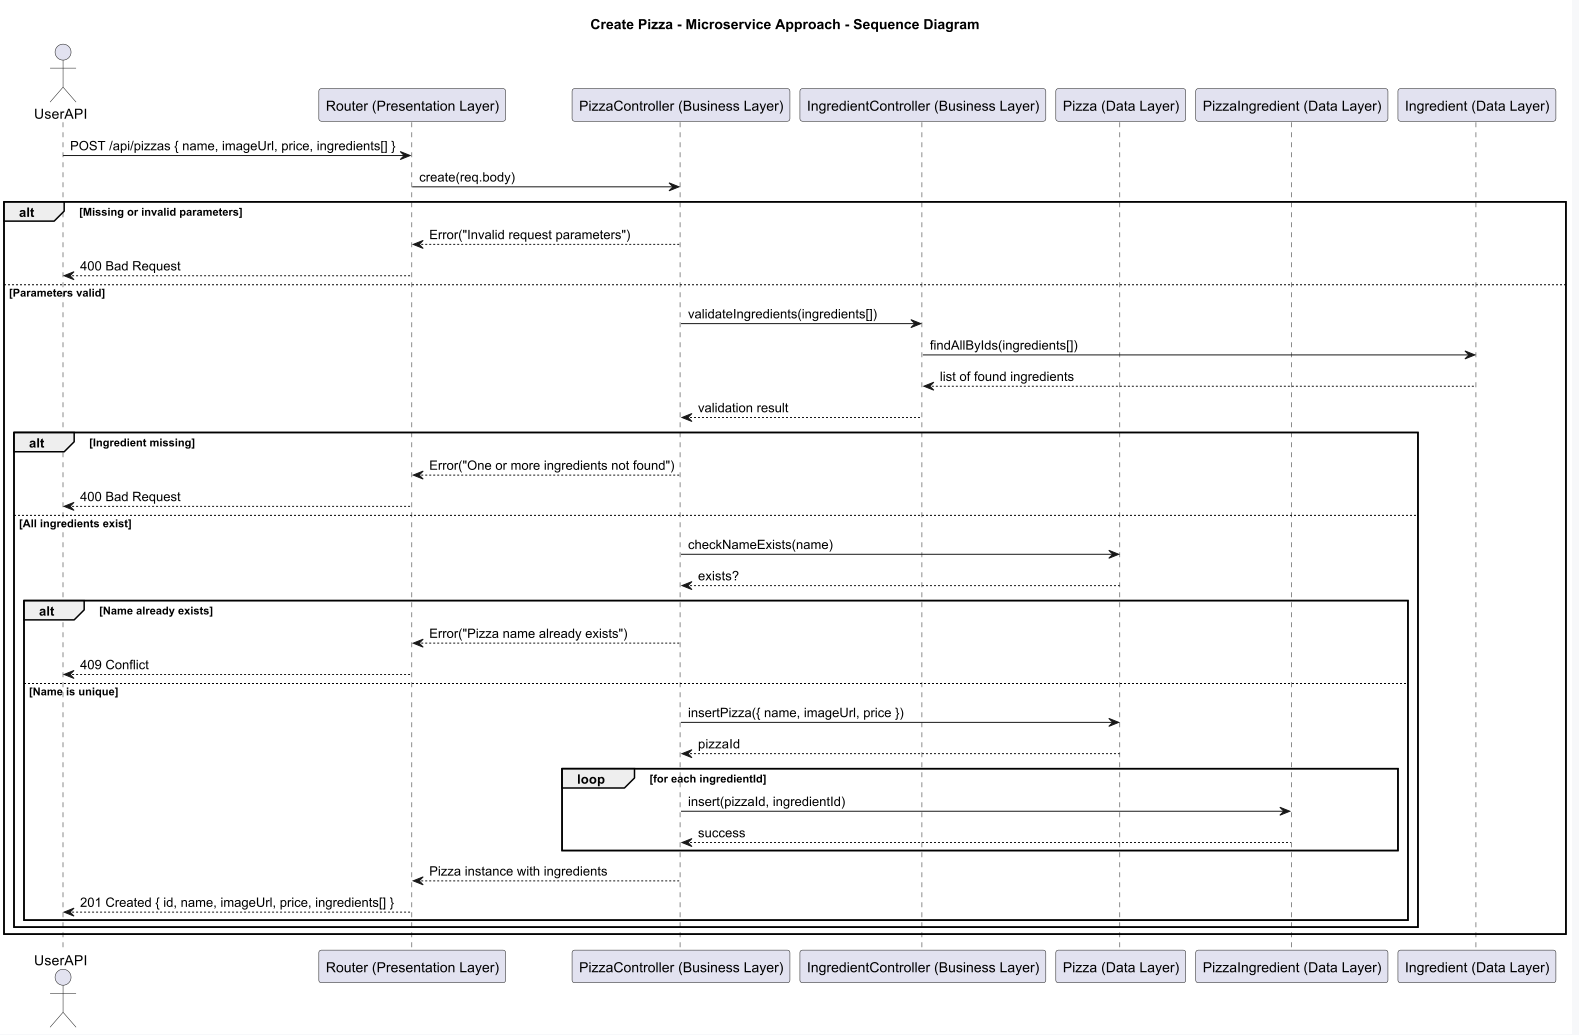 Create Pizza - Microservice Approach - Sequence Diagram
UserAPI
Router (Presentation Layer)
PizzaController (Business Layer)
IngredientController (Business Layer)
Pizza (Data Layer)
PizzaIngredient (Data Layer)
Ingredient (Data Layer)
POST /api/pizzas { name, imageUrl, price, ingredients[] }
create(req.body)
alt [Missing or invalid parameters]
Error("Invalid request parameters")
400 Bad Request
[Parameters valid]
validateIngredients(ingredients[])
findAllByIds(ingredients[])
list of found ingredients
validation result
alt [Ingredient missing]
Error("One or more ingredients not found")
400 Bad Request
[All ingredients exist]
checkNameExists(name)
exists?
alt [Name already exists]
Error("Pizza name already exists")
409 Conflict
[Name is unique]
insertPizza({ name, imageUrl, price })
pizzaId
loop [for each ingredientId]
insert(pizzaId, ingredientId)
success
Pizza instance with ingredients
201 Created { id, name, imageUrl, price, ingredients[] }
UserAPI
Router (Presentation Layer)
PizzaController (Business Layer)
IngredientController (Business Layer)
Pizza (Data Layer)
PizzaIngredient (Data Layer)
Ingredient (Data Layer)